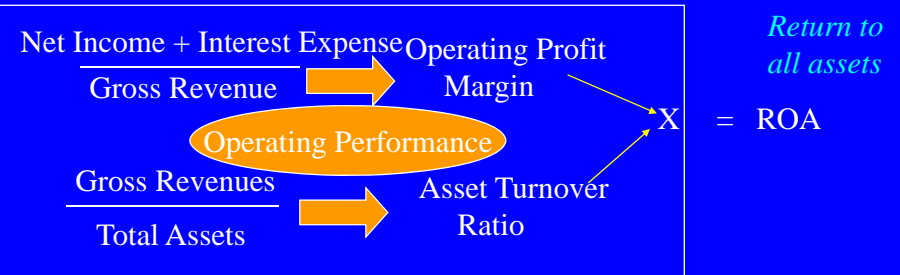 Net Income + Interest Expense
Gross Revenue
Operating Profit
Margin
Return to
all assets
X = ROA
Operating Performance
Gross Revenues
Total Assets
Asset Turnover
Ratio